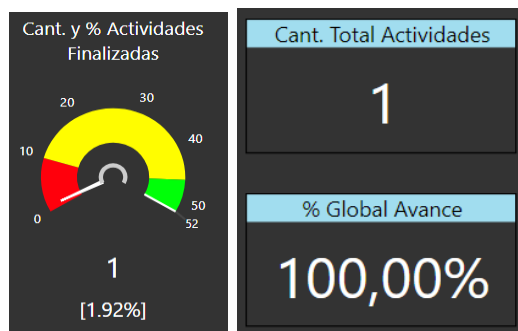 Cant. y % Actividades
Finalizadas
20
30
10
40
0
50
52
1
[1.92%]
Cant. Total Actividades
1
% Global Avance
100,00%